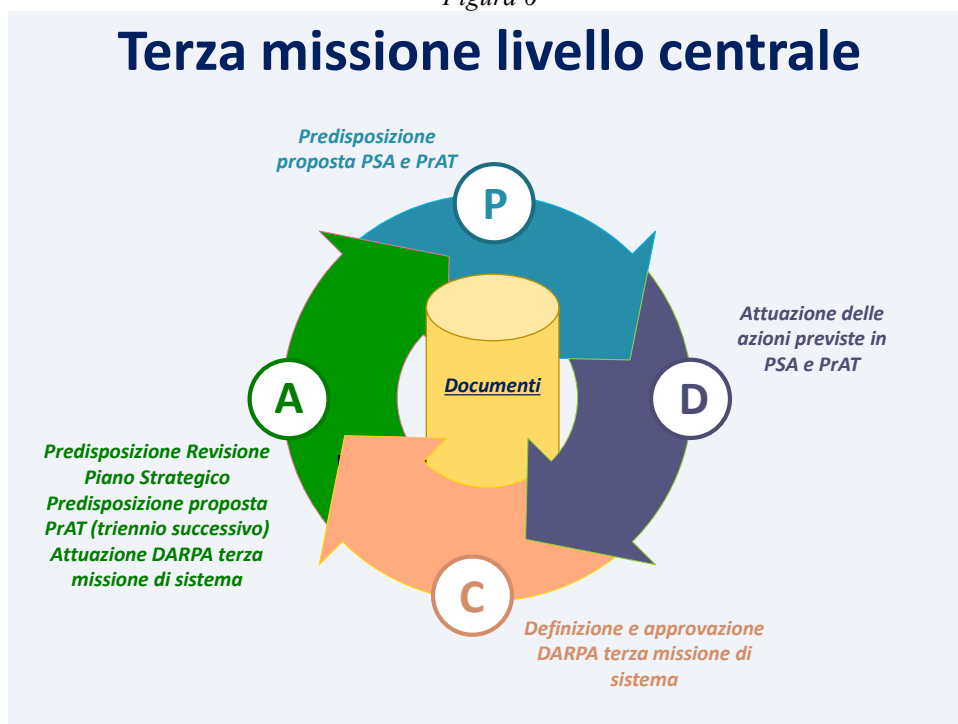 Terza missione livello centrale
Predisposizione
proposta PSA e PrAT
P
Attuazione delle
azioni previste in
PSA e PrAT
D
Documenti
A
Predisposizione Revisione
Piano Strategico
Predisposizione proposta
PrAT (triennio successivo)
Attuazione DARPA terza
missione di sistema
C
Definizione e approvazione
DARPA terza missione di
sistema